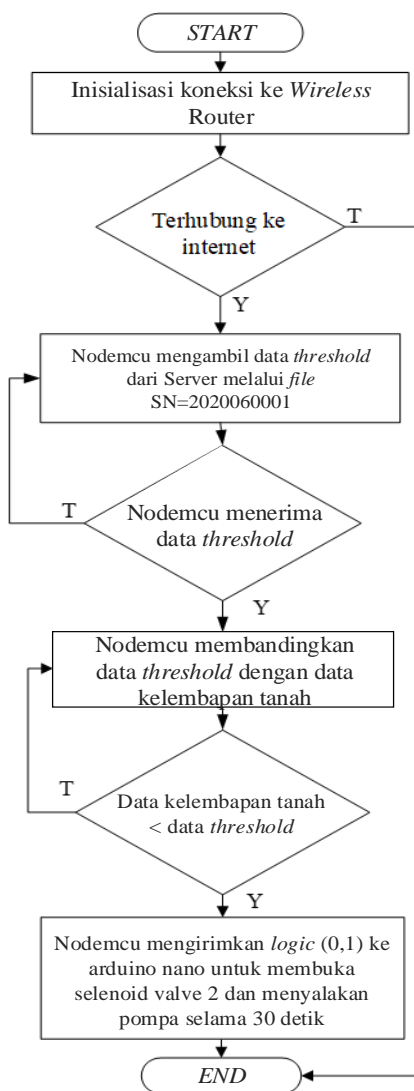 START
Inisialisasi koneksi ke Wireless
Router
Terhubung ke
internet
T
Y
Nodemcu mengambil data threshold
dari Server melalui file
SN=2020060001
T
Nodemcu menerima
data threshold
Y
Nodemcu membandingkan
data threshold dengan data
kelembapan tanah
T
Data kelembapan tanah
< data threshold
Y
Nodemcu mengirimkan logic (0,1) ke
arduino nano untuk membuka
selenoid valve 2 dan menyalakan
pompa selama 30 detik
END